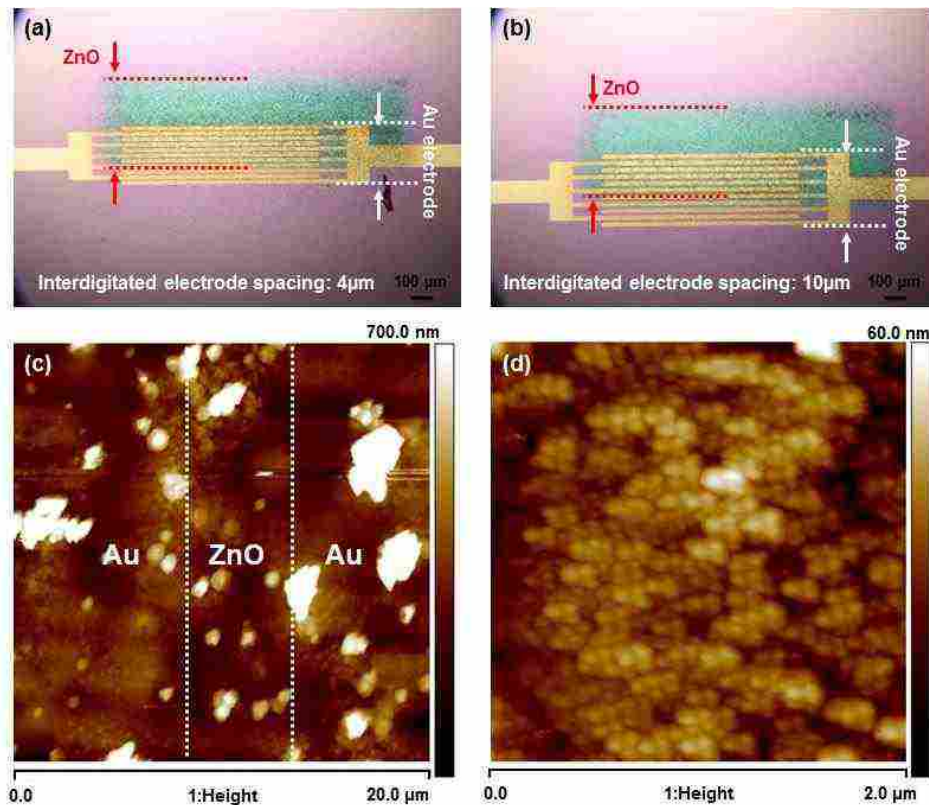 (a)
ZnO
Au electrode
Interdigitated electrode spacing: 4μm
100 μm
(b)
ZnO
Au electrode
Interdigitated electrode spacing: 10μm
100 μm
700.0 nm
(c)
Au
ZnO
Au
0.0
1:Height
20.0 μm
60.0 nm
(d)
0.0
1:Height
2.0 μm